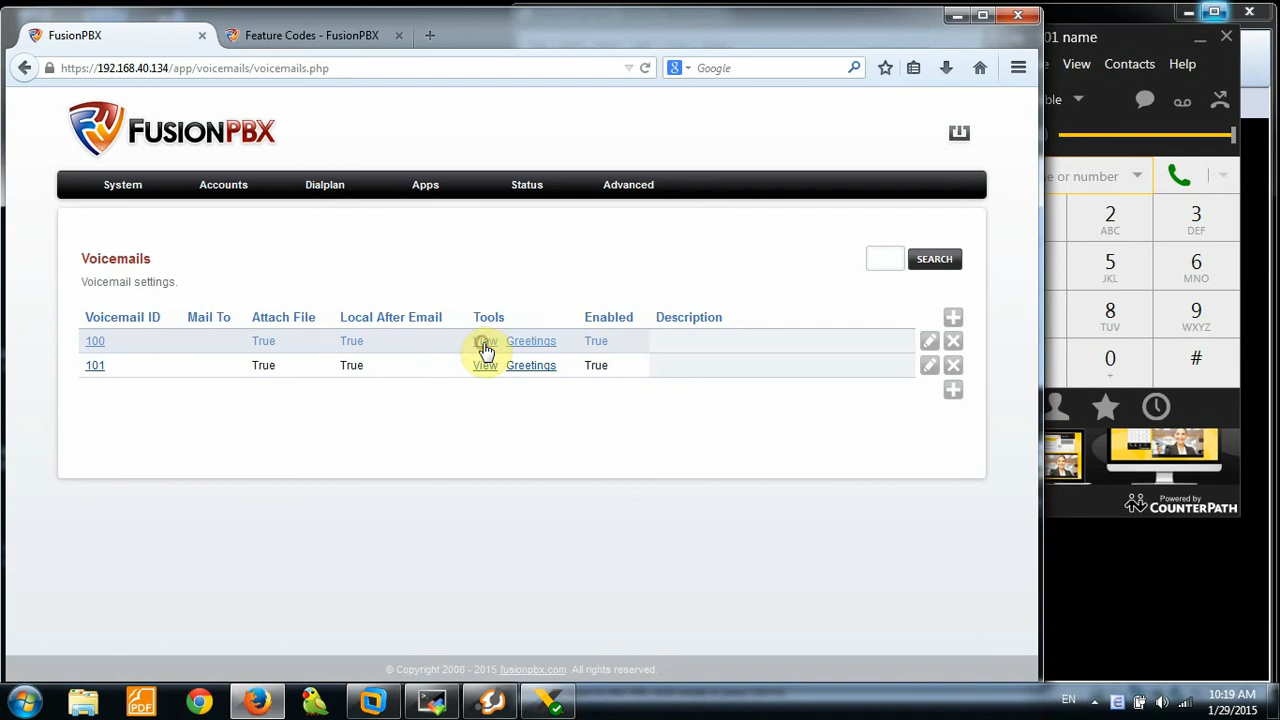 FusionPBX
Feature Codes - FusionPBX
01 name
https://192.168.40.134/app/voicemails/voicemails.php
Google
View Contacts Help
ble
FUSIONPBX
System Accounts Dialplan Apps Status Advanced
e or number
2 ABC
3 DEF
Voicemails
SEARCH
5 JKL
6 MNO
Voicemail settings.
Voicemail ID Mail To Attach File Local After Email Tools Enabled Description
8 TUV
9 WXYZ
100 True True View Greetings True
101 True True View Greetings True
0 +
#
Powered by
COUNTERPATH
© Copyright 2008 - 2015 fusionpbx.com. All rights reserved.
PDF
EN
10:19 AM
1/29/2015